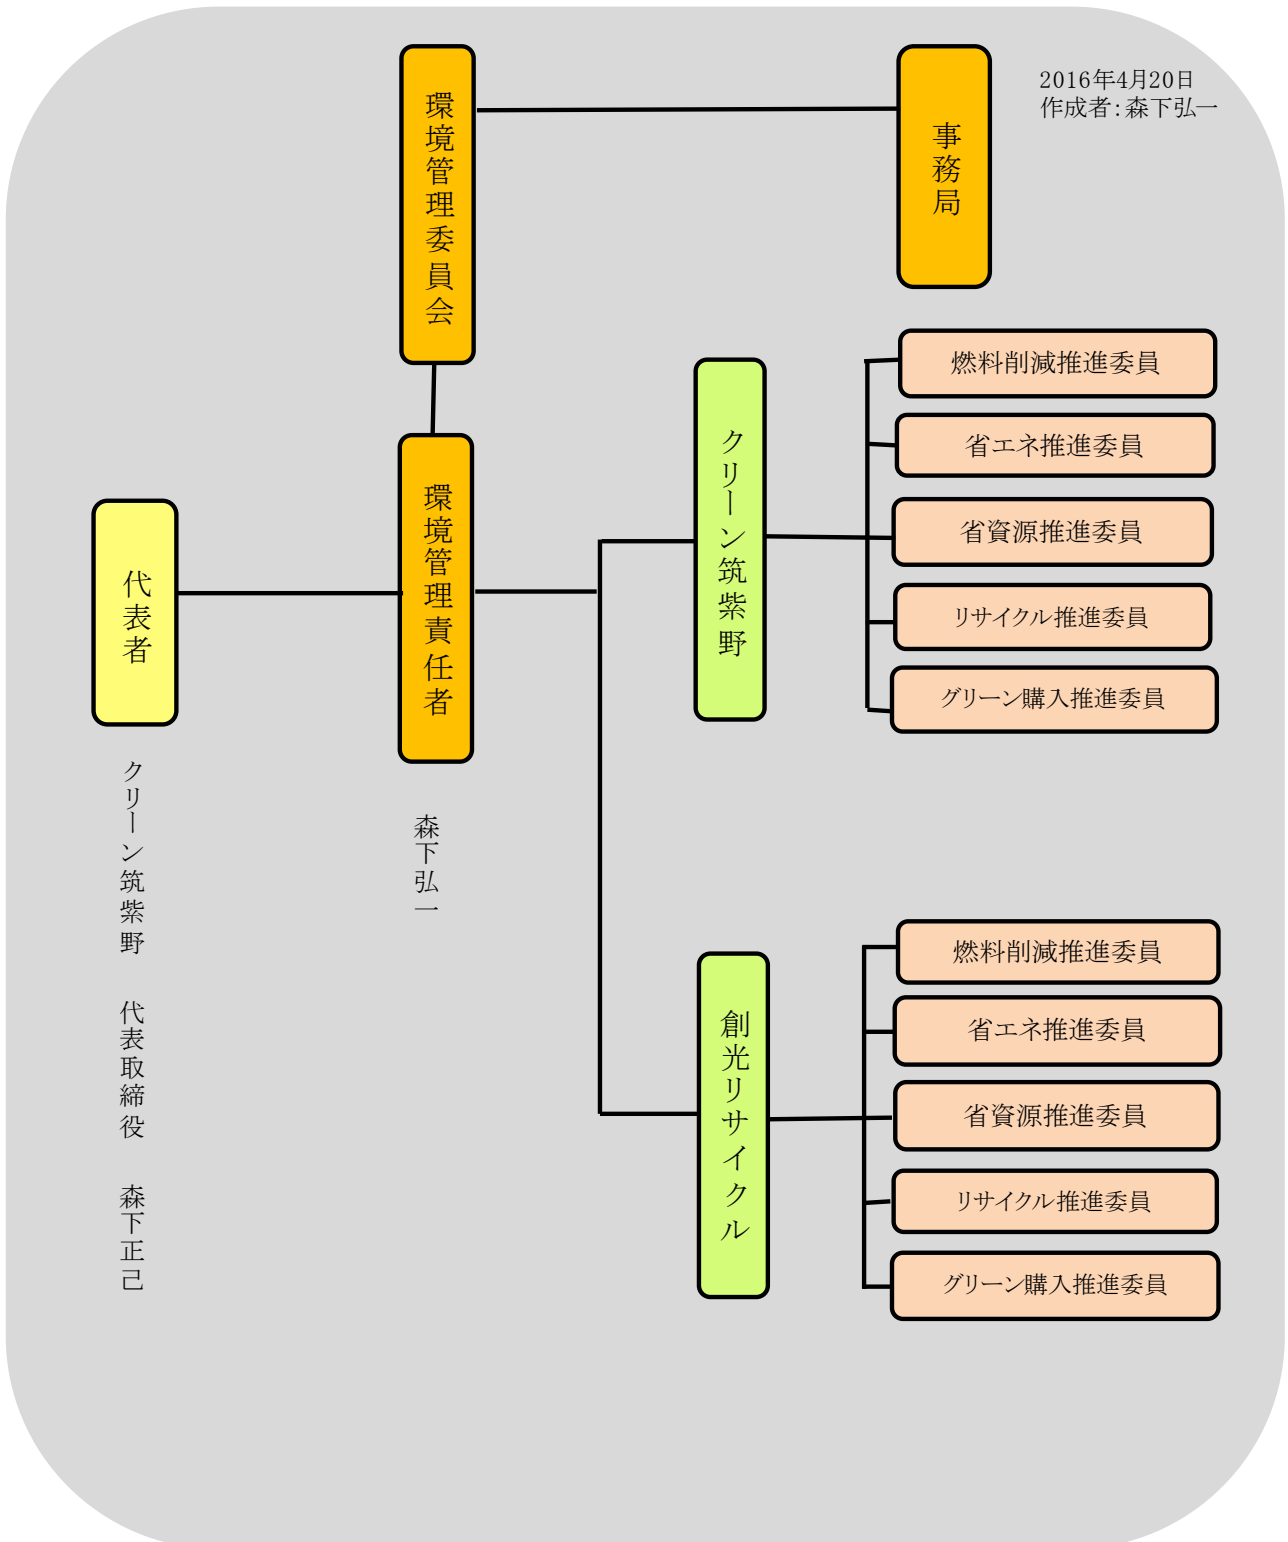 2016年4月20日
作成者：森下弘一
環境管理委員会
事務局
代表者
クリーン筑紫野　代表取締役　森下正己
環境管理責任者
森下弘一
クリーン筑紫野
燃料削減推進委員
省エネ推進委員
省資源推進委員
リサイクル推進委員
グリーン購入推進委員
創光リサイクル
燃料削減推進委員
省エネ推進委員
省資源推進委員
リサイクル推進委員
グリーン購入推進委員